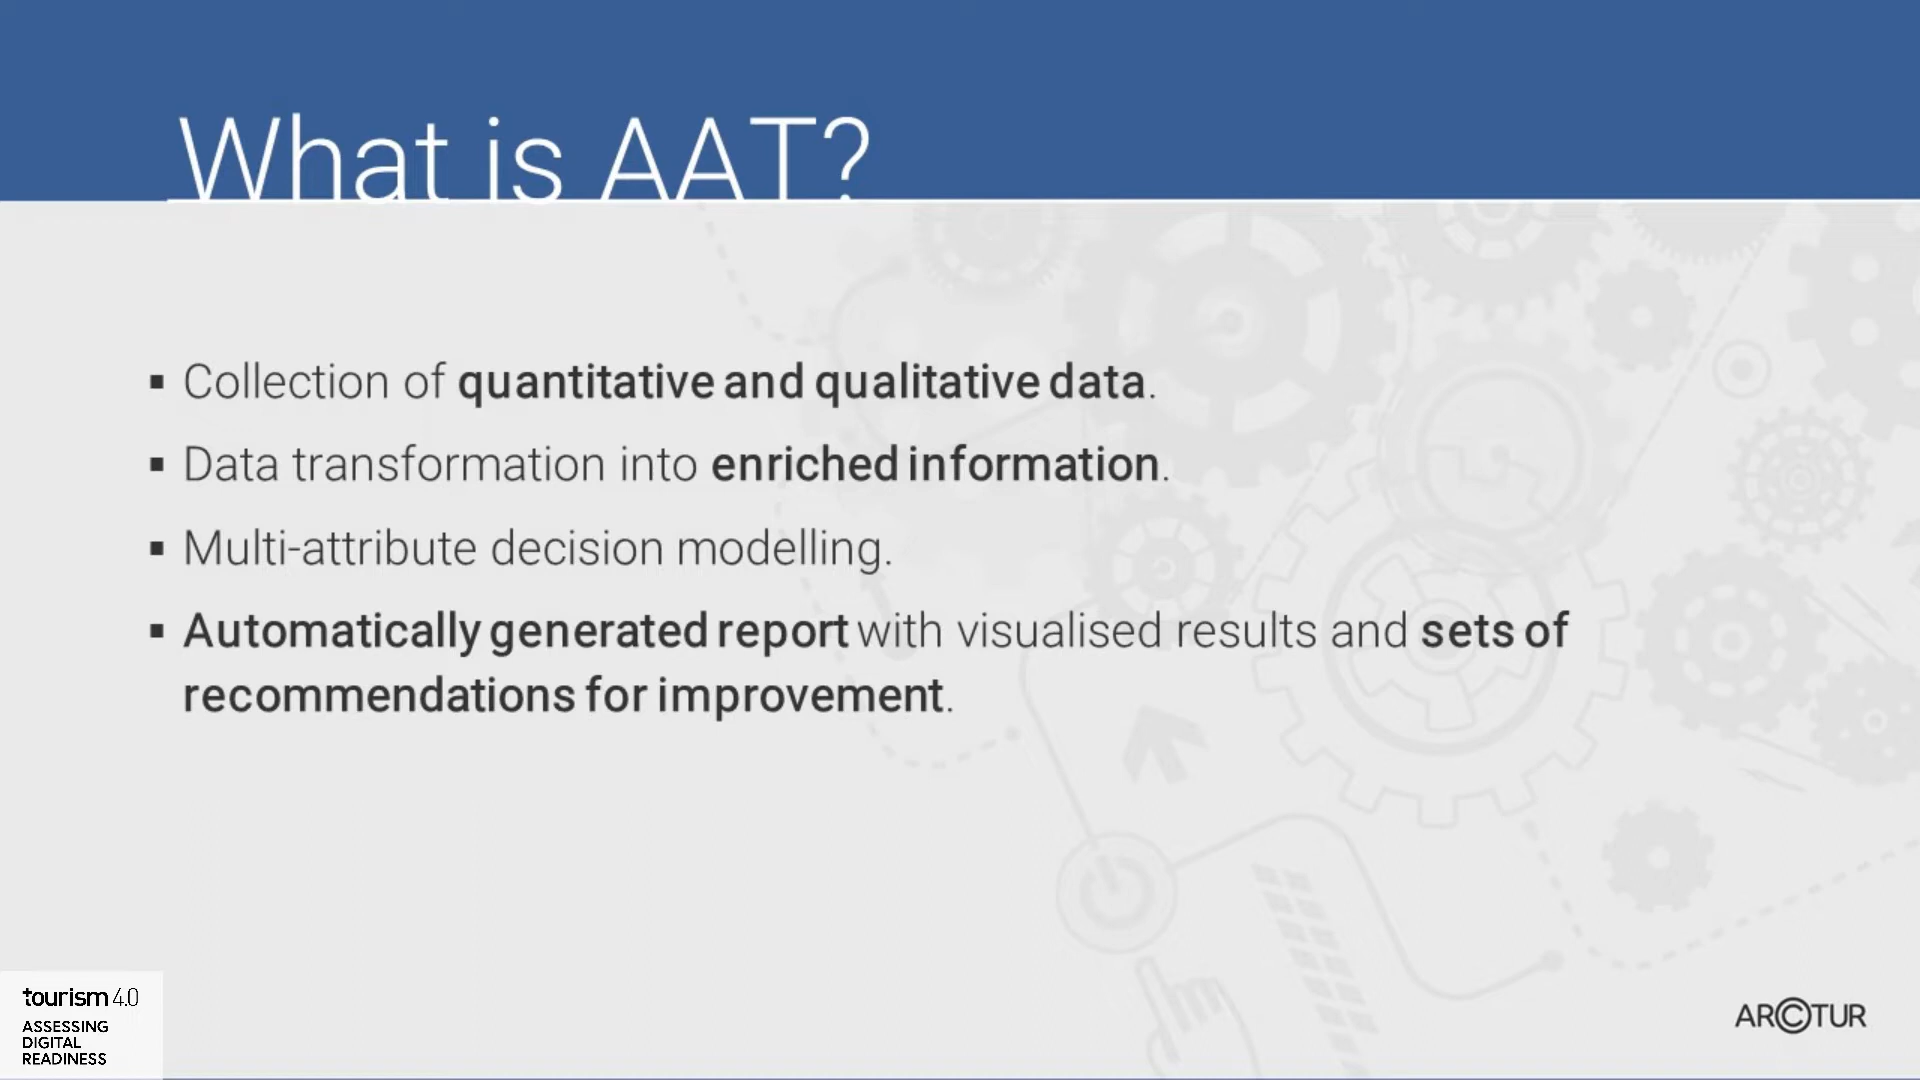 What is AAT?
▪ Collection of quantitative and qualitative data.
▪ Data transformation into enriched information.
▪ Multi-attribute decision modelling.
▪ Automatically generated report with visualised results and sets of
recommendations for improvement.
tourism 4.0
ASSESSING
DIGITAL
READINESS
ARCTUR